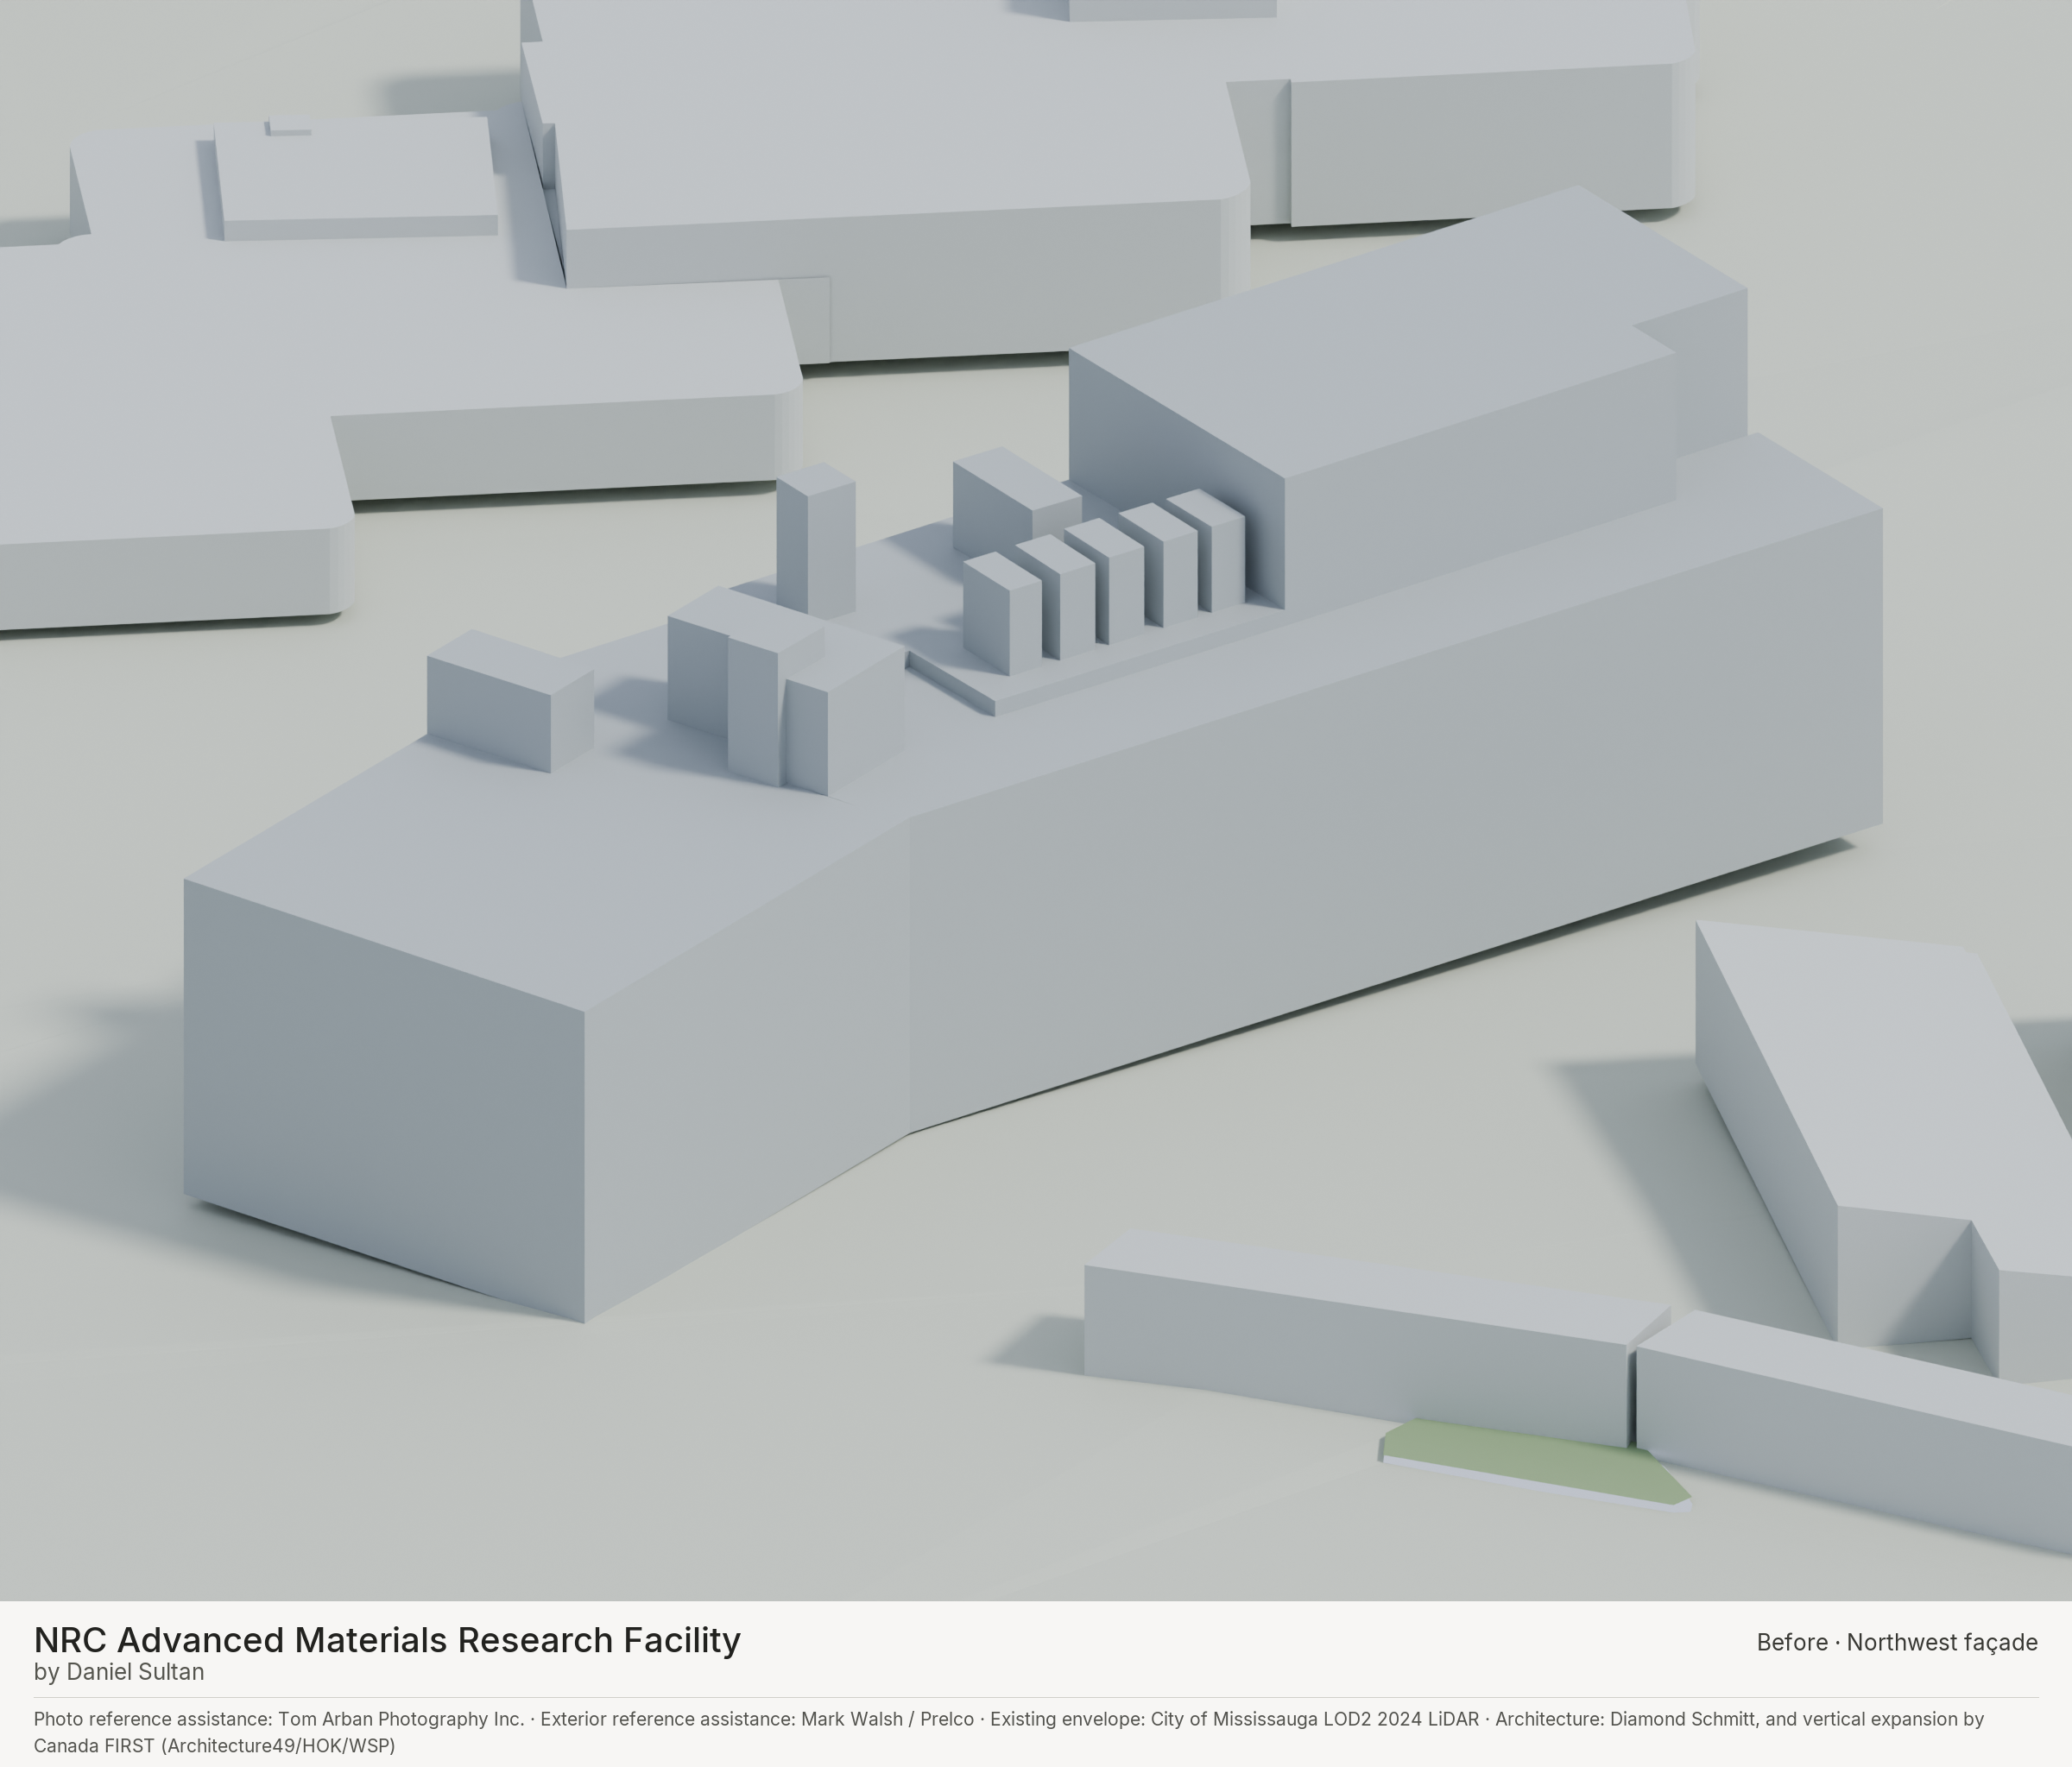 NRC Advanced Materials Research Facility
Before · Northwest façade
by Daniel Sultan
Photo reference assistance: Tom Arban Photography Inc. · Exterior reference assistance: Mark Walsh / Prelco · Existing envelope: City of Mississauga LOD2 2024 LiDAR · Architecture: Diamond Schmitt, and vertical expansion by
Canada FIRST (Architecture49/HOK/WSP)